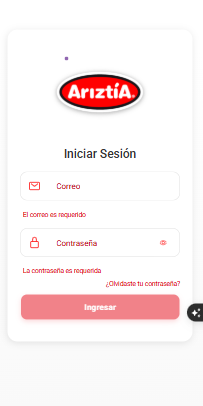 ARIZTÍA
Iniciar Sesión
Correo
El correo es requerido
Contraseña
La contraseña es requerida
¿Olvidaste tu contraseña?
Ingresar